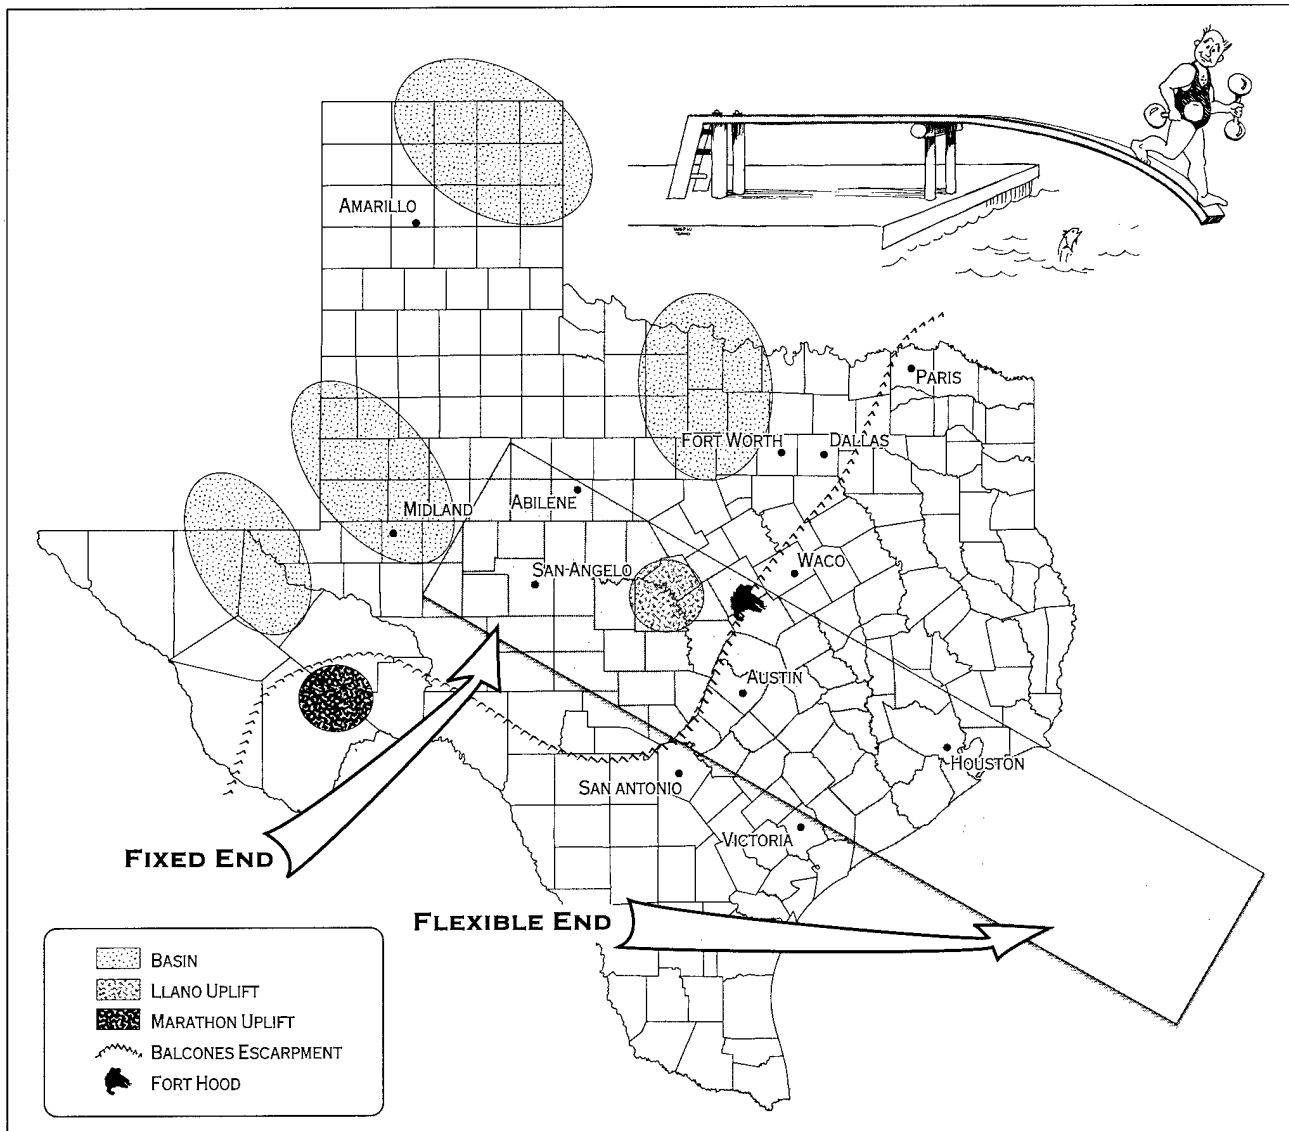 AMARILLO
PARIS
FORT WORTH
DALLAS
MIDLAND
ABILENE
SAN ANGELO
WACO
AUSTIN
HOUSTON
SAN ANTONIO
VICTORIA
FIXED END
FLEXIBLE END
BASIN
LLANO UPLIFT
MARATHON UPLIFT
BALCONES ESCARPMENT
FORT HOOD